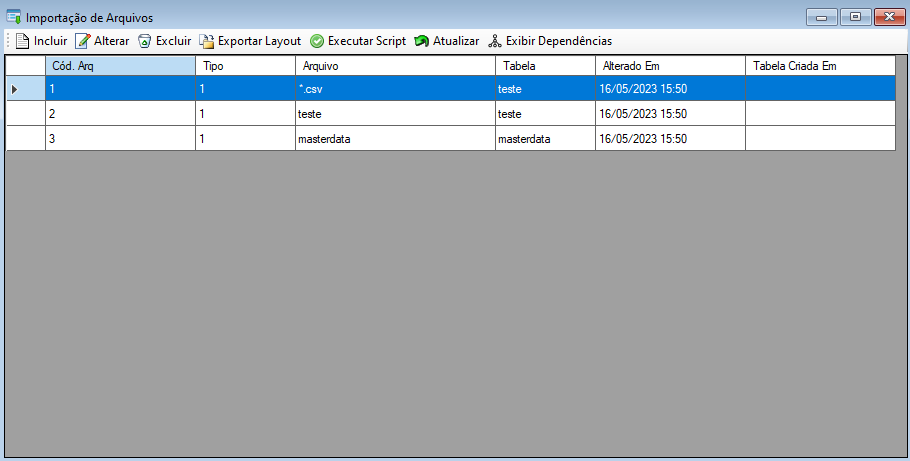 Importação de Arquivos
Incluir Alterar Excluir Exportar Layout Executar Script Atualizar Exibir Dependências
Cód. Arq Tipo Arquivo Tabela Alterado Em Tabela Criada Em
1 1 *.csv teste 16/05/2023 15:50
2 1 teste teste 16/05/2023 15:50
3 1 masterdata masterdata 16/05/2023 15:50